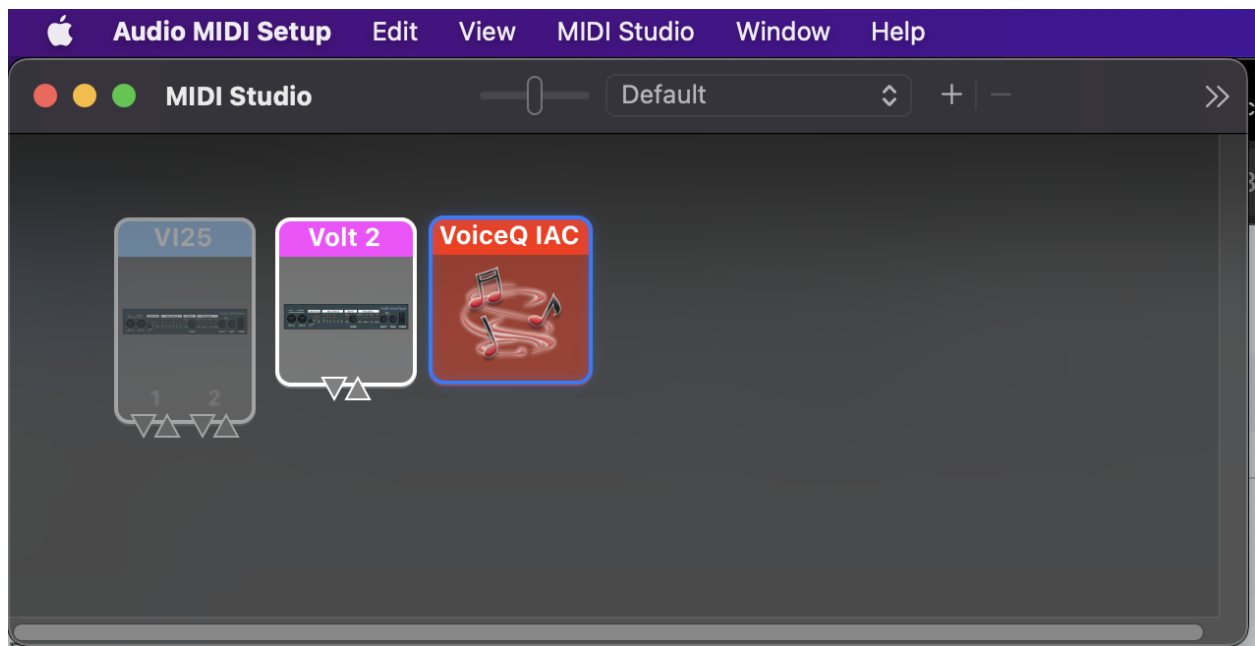 Audio MIDI Setup Edit View MIDI Studio Window Help
MIDI Studio Default
VI25 Volt 2 VoiceQ IAC
1 2